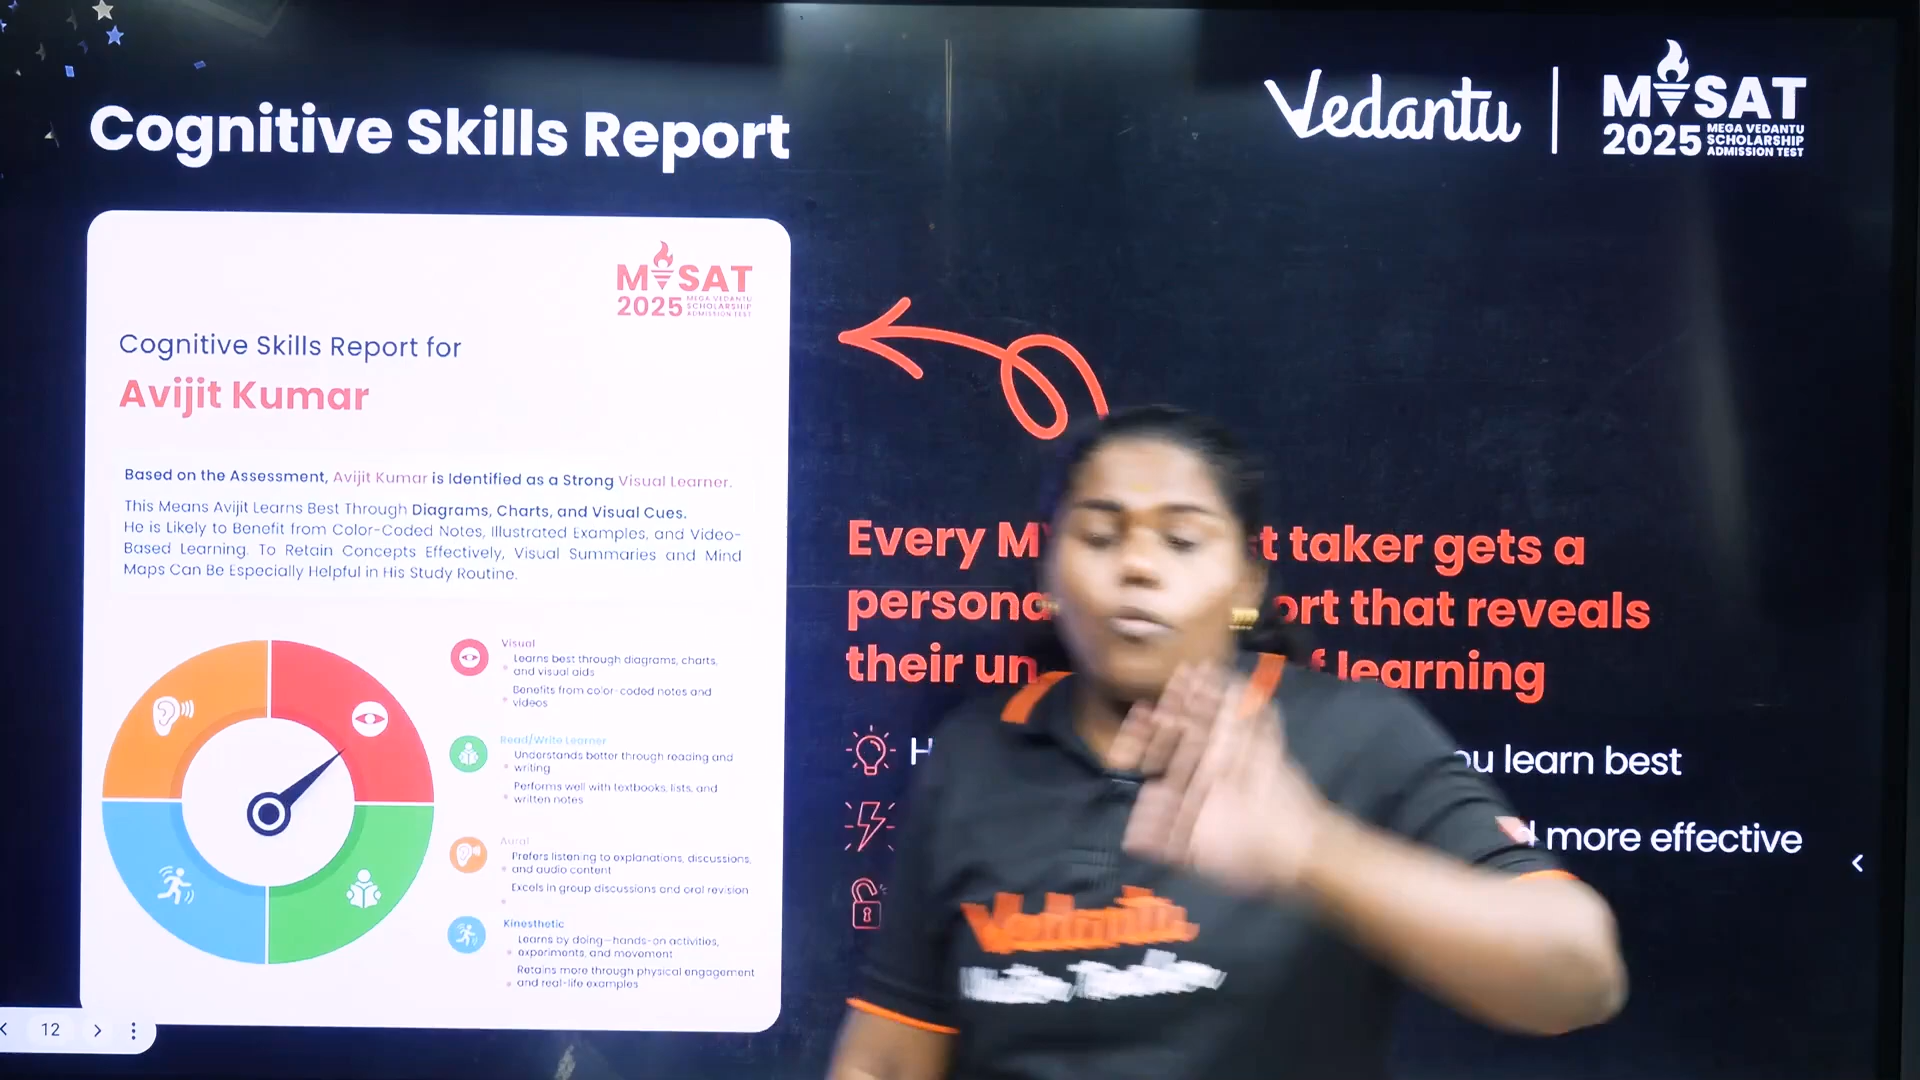 Cognitive Skills Report
Vedantu
MVSAT
2025 MEGA VEDANTU
SCHOLARSHIP
ADMISSION TEST
MVSAT
2025 MEGA VEDANTU
SCHOLARSHIP
ADMISSION TEST
Cognitive Skills Report for
Avijit Kumar
Based on the Assessment, Avijit Kumar is Identified as a Strong Visual Learner.
This Means Avijit Learns Best Through Diagrams, Charts, and Visual Cues.
He is Likely to Benefit from Color-Coded Notes, Illustrated Examples, and Video-
Based Learning. To Retain Concepts Effectively, Visual Summaries and Mind
Maps Can Be Especially Helpful in His Study Routine.
Visual
Learns best through diagrams, charts,
and visual aids
Benefits from color-coded notes and
videos
Read/Write Learner
Understands better through reading and
writing
Performs well with textbooks, lists, and
written notes
Aural
Prefers listening to explanations, discussions,
and audio content
Excels in group discussions and oral revision
Kinesthetic
Learns by doing—hands-on activities,
experiments, and movement
Retains more through physical engagement
and real-life examples
Every taker gets a
that reveals
their learning
learn best
more effective
Vedantu
12